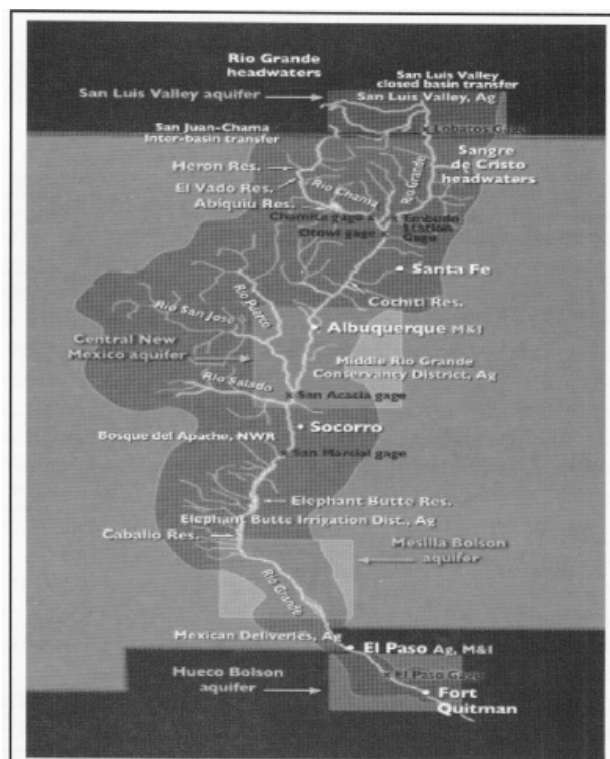 Rio Grande
headwaters
San Luis Valley
closed basin transfer
San Luis Valley aquifer
San Luis Valley, Ag
San Juan-Chama
Inter-basin transfer
Lobatos Gage
Sangre
de Cristo
headwaters
Heron Res.
El Vado Res.
Abiquiu Res.
Rio Chama
Rio Grande
Chamita gage
Embudo
Station
Gage
Otowi gage
Santa Fe
Cochiti Res.
Rio Puerco
Rio San Jose
Albuquerque M&I
Central New
Mexico aquifer
Middle Rio Grande
Conservancy District, Ag
Rio Salado
San Acacia gage
Socorro
Bosque del Apache, NWR
San Marcial gage
Elephant Butte Res.
Elephant Butte Irrigation Dist., Ag
Caballo Res.
Mesilla Bolson
aquifer
Rio Grande
Mexican Deliveries, Ag
El Paso Ag, M&I
Hueco Bolson
aquifer
El Paso Gage
Fort
Quitman